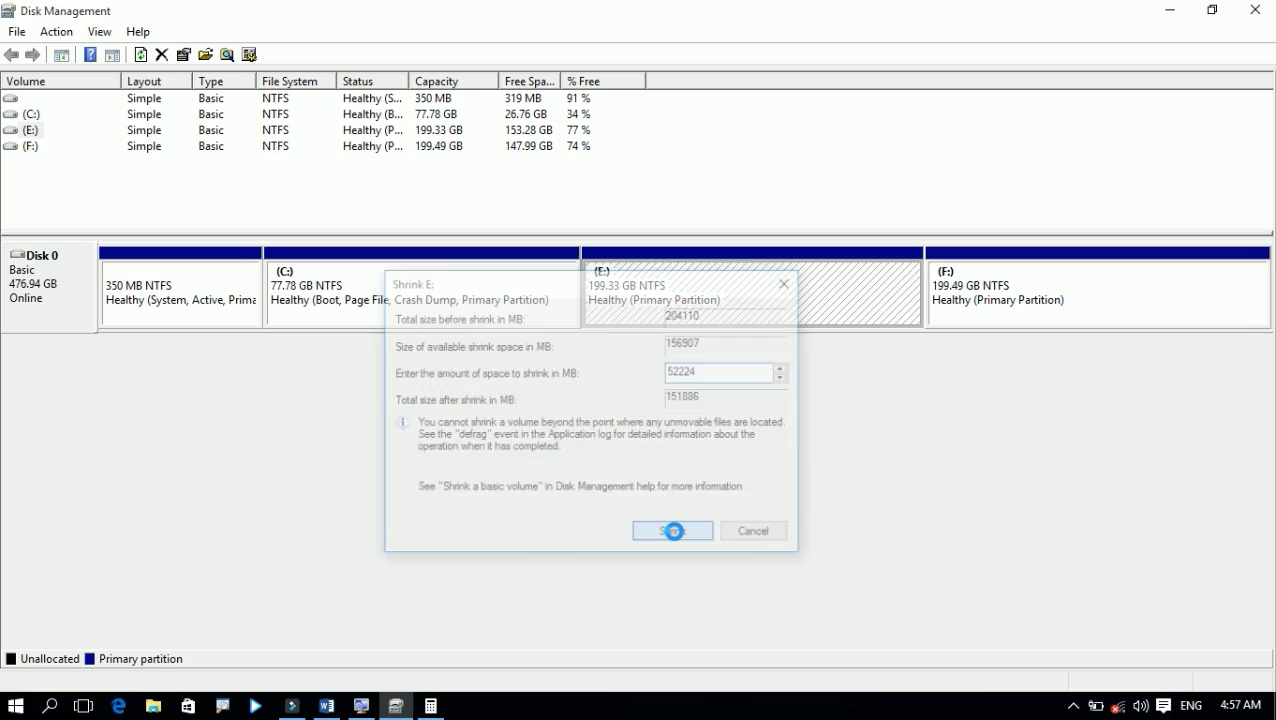 Disk Management
File Action View Help
Volume Layout Type File System Status Capacity Free Spa... % Free
Simple Basic NTFS Healthy (S... 350 MB 319 MB 91 %
(C:) Simple Basic NTFS Healthy (B... 77.78 GB 26.76 GB 34 %
(E:) Simple Basic NTFS Healthy (P... 199.33 GB 153.28 GB 77 %
(F:) Simple Basic NTFS Healthy (P... 199.49 GB 147.99 GB 74 %
Disk 0
Basic
476.94 GB
Online
350 MB NTFS
Healthy (System, Active, Prima
(C:)
77.78 GB NTFS
Healthy (Boot, Page File, Crash Dump, Primary Partition)
(E:)
199.33 GB NTFS
Healthy (Primary Partition)
(F:)
199.49 GB NTFS
Healthy (Primary Partition)
Shrink E:
Total size before shrink in MB: 204110
Size of available shrink space in MB: 156907
Enter the amount of space to shrink in MB: 52224
Total size after shrink in MB: 151886
You cannot shrink a volume beyond the point where any unmovable files are located.
See the "defrag" event in the Application log for detailed information about the
operation when it has completed.
See "Shrink a basic volume" in Disk Management help for more information
Cancel
Unallocated Primary partition
ENG 4:57 AM